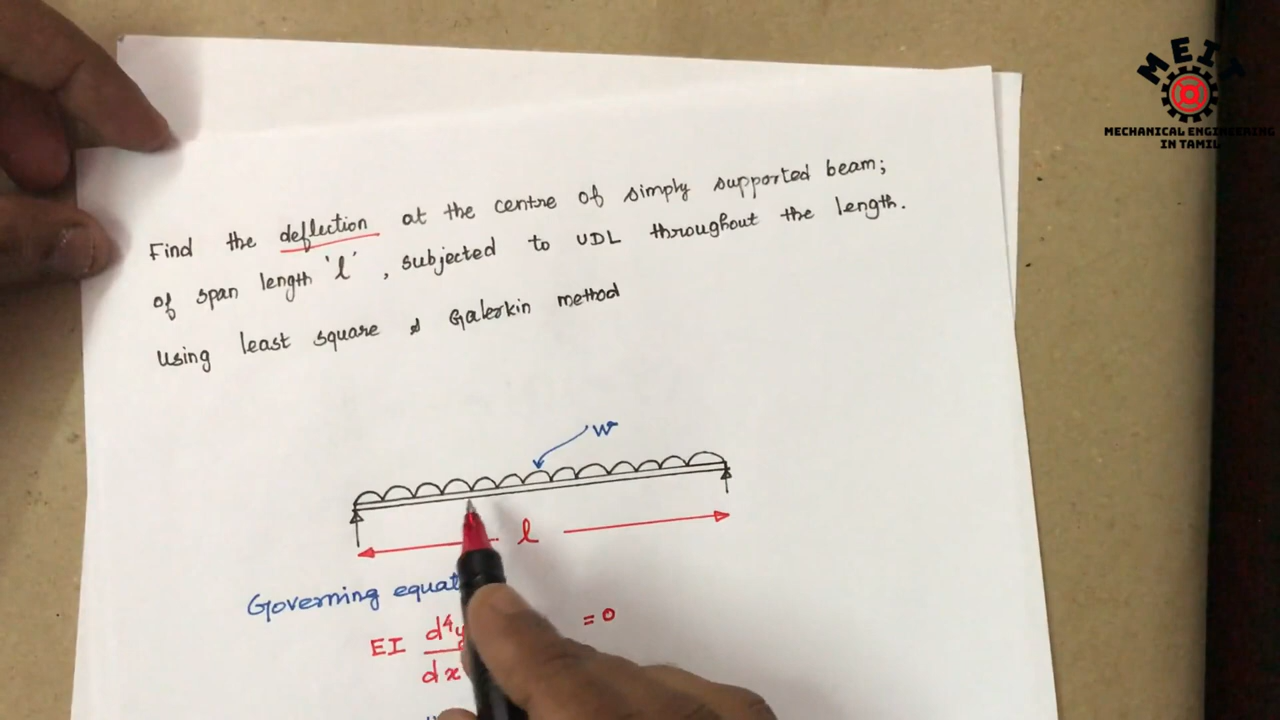 MEIT
MECHANICAL ENGINEERING
IN TAMIL
Find the deflection at the centre of simply supported beam;
of span length 'l', subjected to UDL throughout the length.
Using least square & Galerkin method
w
l
Governing
EI d⁴y = 0
dx